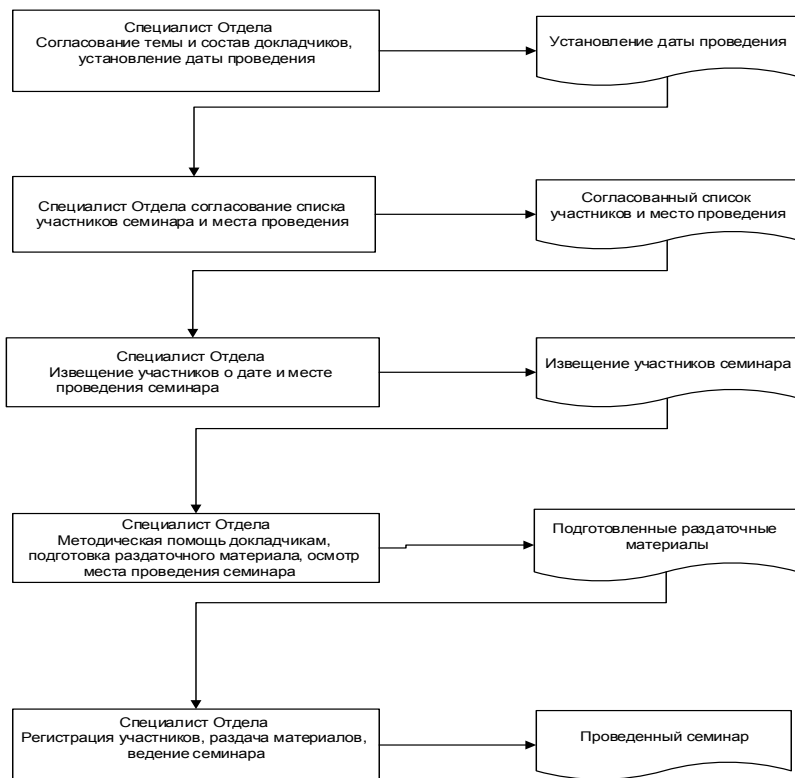 Специалист Отдела
Согласование темы и состав докладчиков,
установление даты проведения
Установление даты проведения
Специалист Отдела согласование списка
участников семинара и места проведения
Согласованный список
участников и место проведения
Специалист Отдела
Извещение участников о дате и месте
проведения семинара
Извещение участников семинара
Специалист Отдела
Методическая помощь докладчикам,
подготовка раздаточного материала, осмотр
места проведения семинара
Подготовленные раздаточные
материалы
Специалист Отдела
Регистрация участников, раздача материалов,
ведение семинара
Проведенный семинар